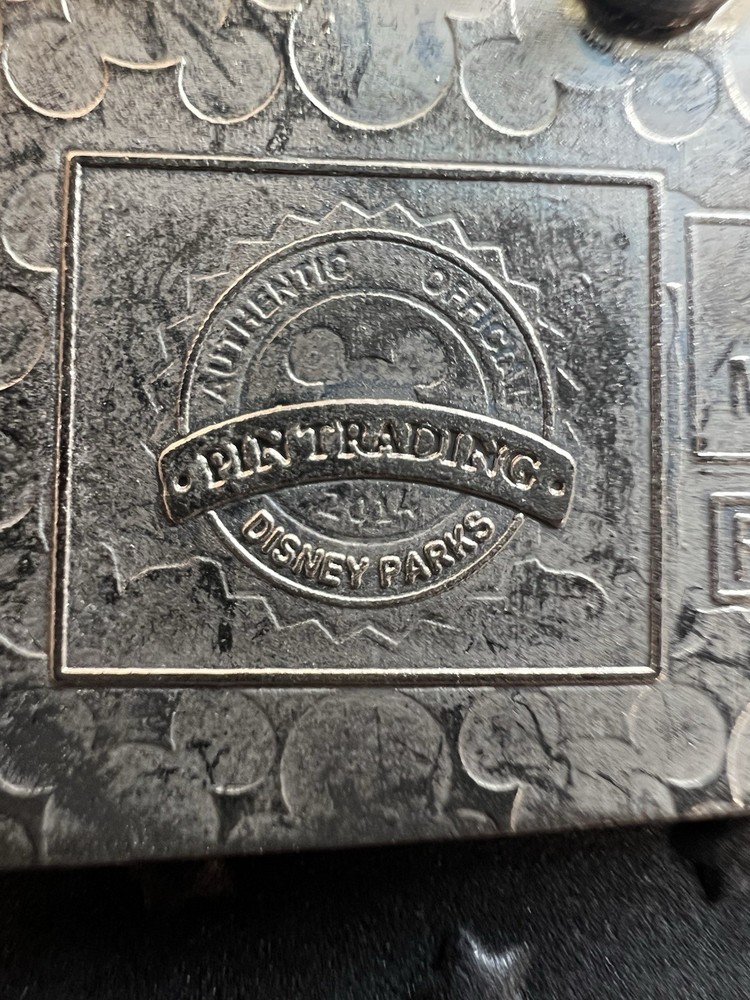 AUTHENTIC · OFFICIAL
· PIN TRADING ·
2014
DISNEY PARKS